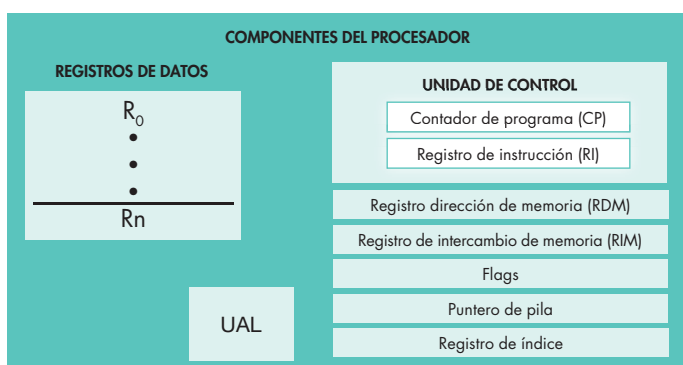 COMPONENTES DEL PROCESADOR
REGISTROS DE DATOS
R₀
Rn
UAL
UNIDAD DE CONTROL
Contador de programa (CP)
Registro de instrucción (RI)
Registro dirección de memoria (RDM)
Registro de intercambio de memoria (RIM)
Flags
Puntero de pila
Registro de índice